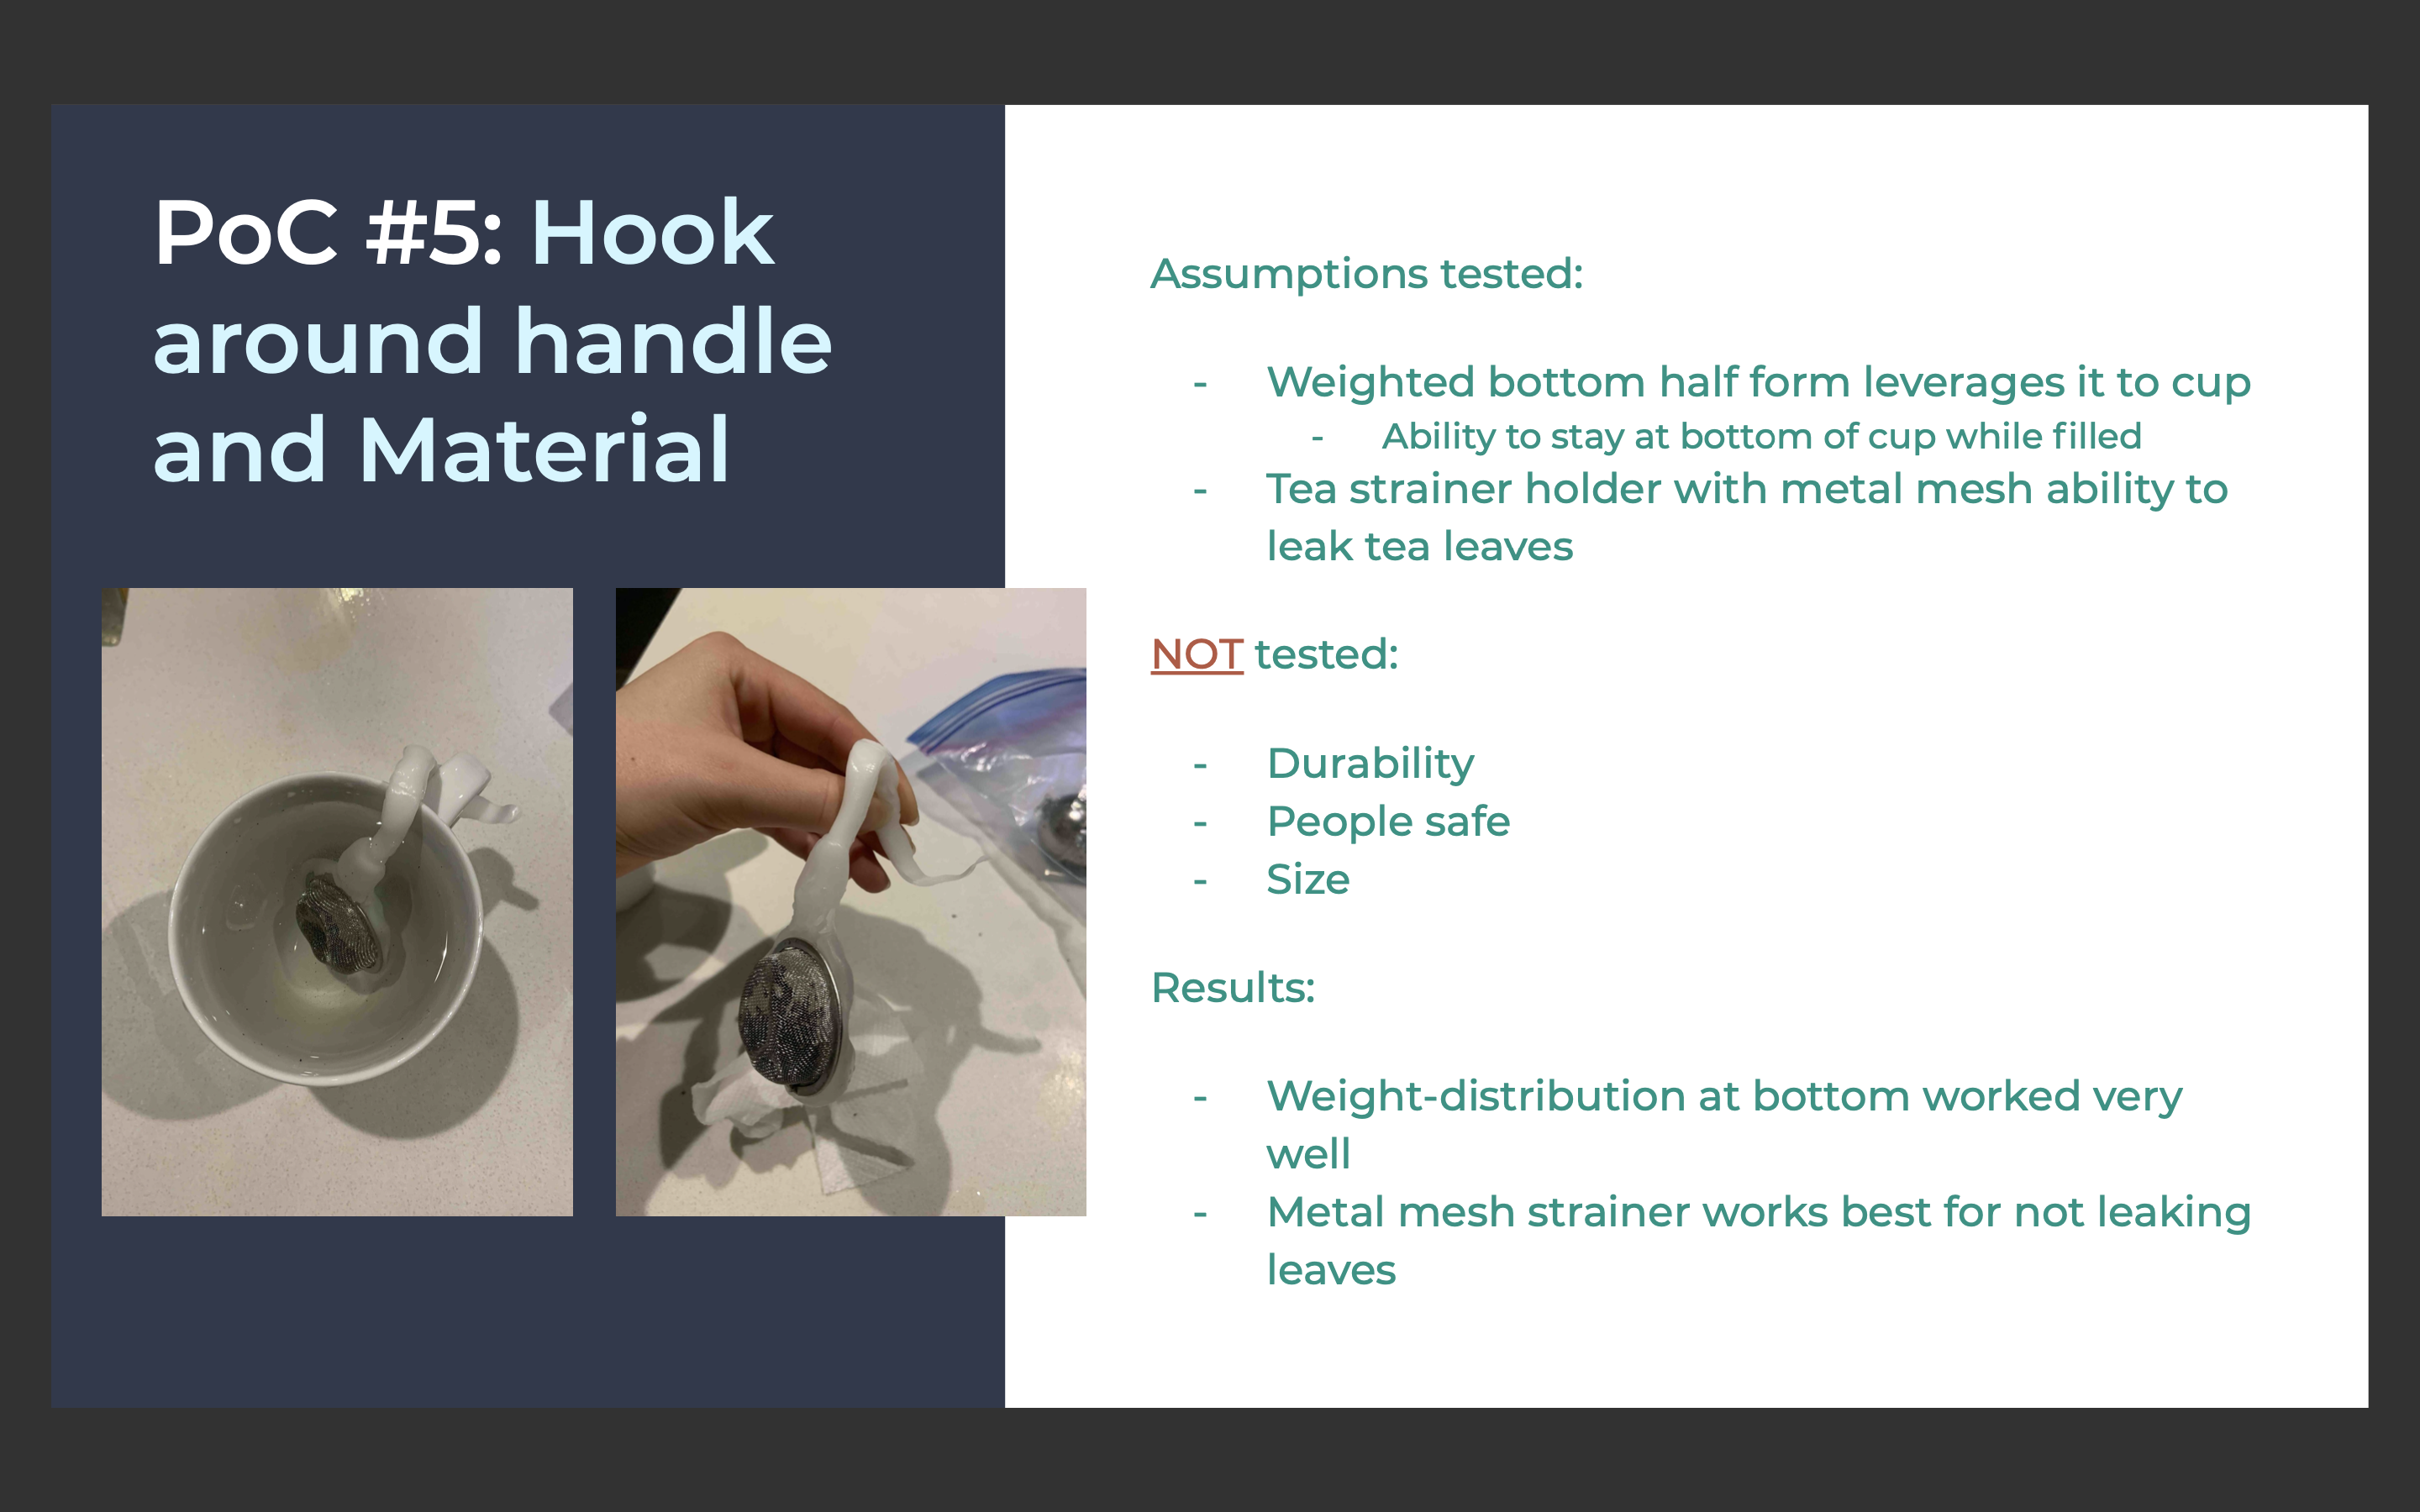 PoC #5: Hook
around handle
and Material
Assumptions tested:
- Weighted bottom half form leverages it to cup
- Ability to stay at bottom of cup while filled
- Tea strainer holder with metal mesh ability to
leak tea leaves
NOT tested:
- Durability
- People safe
- Size
Results:
- Weight-distribution at bottom worked very
well
- Metal mesh strainer works best for not leaking
leaves